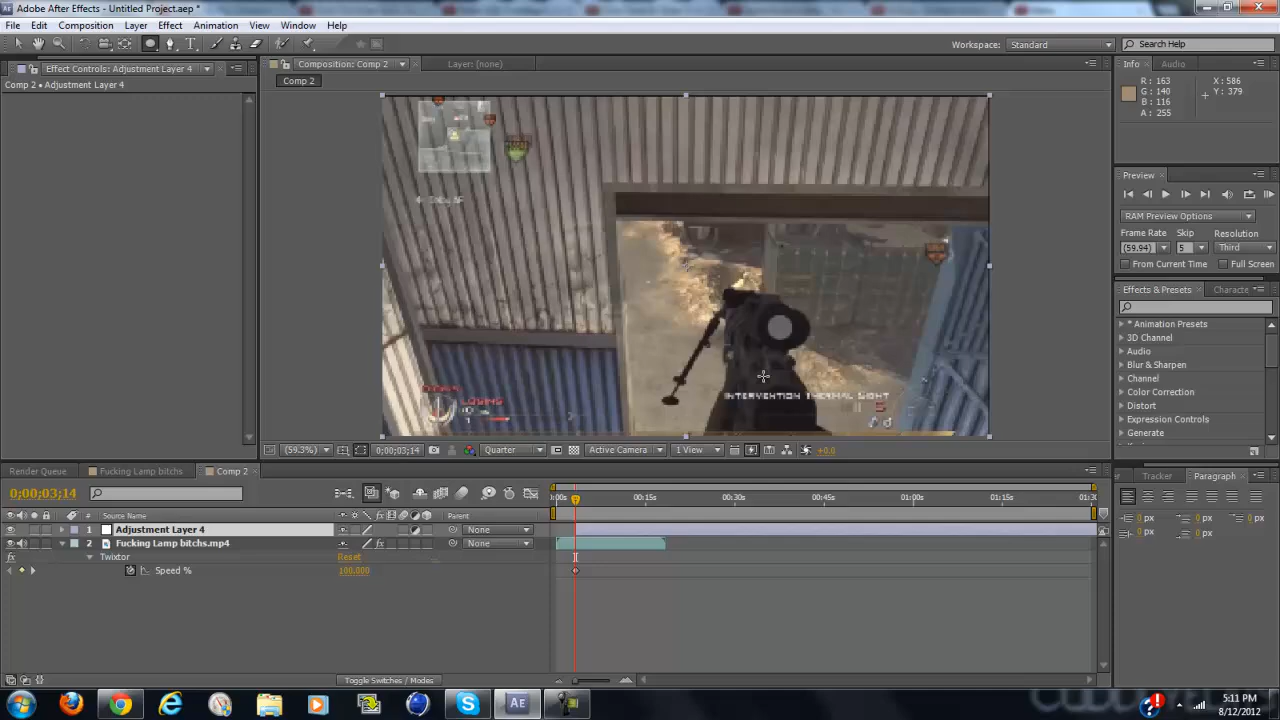 Adobe After Effects - Untitled Project.aep *
File Edit Composition Layer Effect Animation View Window Help
Workspace: Standard Search Help
Effect Controls: Adjustment Layer 4
Comp 2 • Adjustment Layer 4
Composition: Comp 2 Layer: (none)
Comp 2
Info Audio
R : 163
G : 140
B : 116
A : 255
X : 586
Y : 379
Preview
RAM Preview Options
Frame Rate Skip Resolution
(59.94) 5 Third
From Current Time Full Screen
Effects & Presets Characte
* Animation Presets
3D Channel
Audio
Blur & Sharpen
Channel
Color Correction
Distort
Expression Controls
Generate
LOSING
INTERVENTION THERMAL SIGHT
(59.3%) 0;00;03;14 Quarter Active Camera 1 View +0.0
Render Queue Fucking Lamp bitchs Comp 2
0;00;03;14
# Source Name Parent
1 Adjustment Layer 4 None
2 Fucking Lamp bitchs.mp4 None
Twixtor Reset
Speed % 100.000
0:00s 00:15s 00:30s 00:45s 01:00s 01:15s 01:30
Toggle Switches / Modes
Tracker Paragraph
0 px 0 px 0 px
0 px 0 px
5:11 PM
8/12/2012